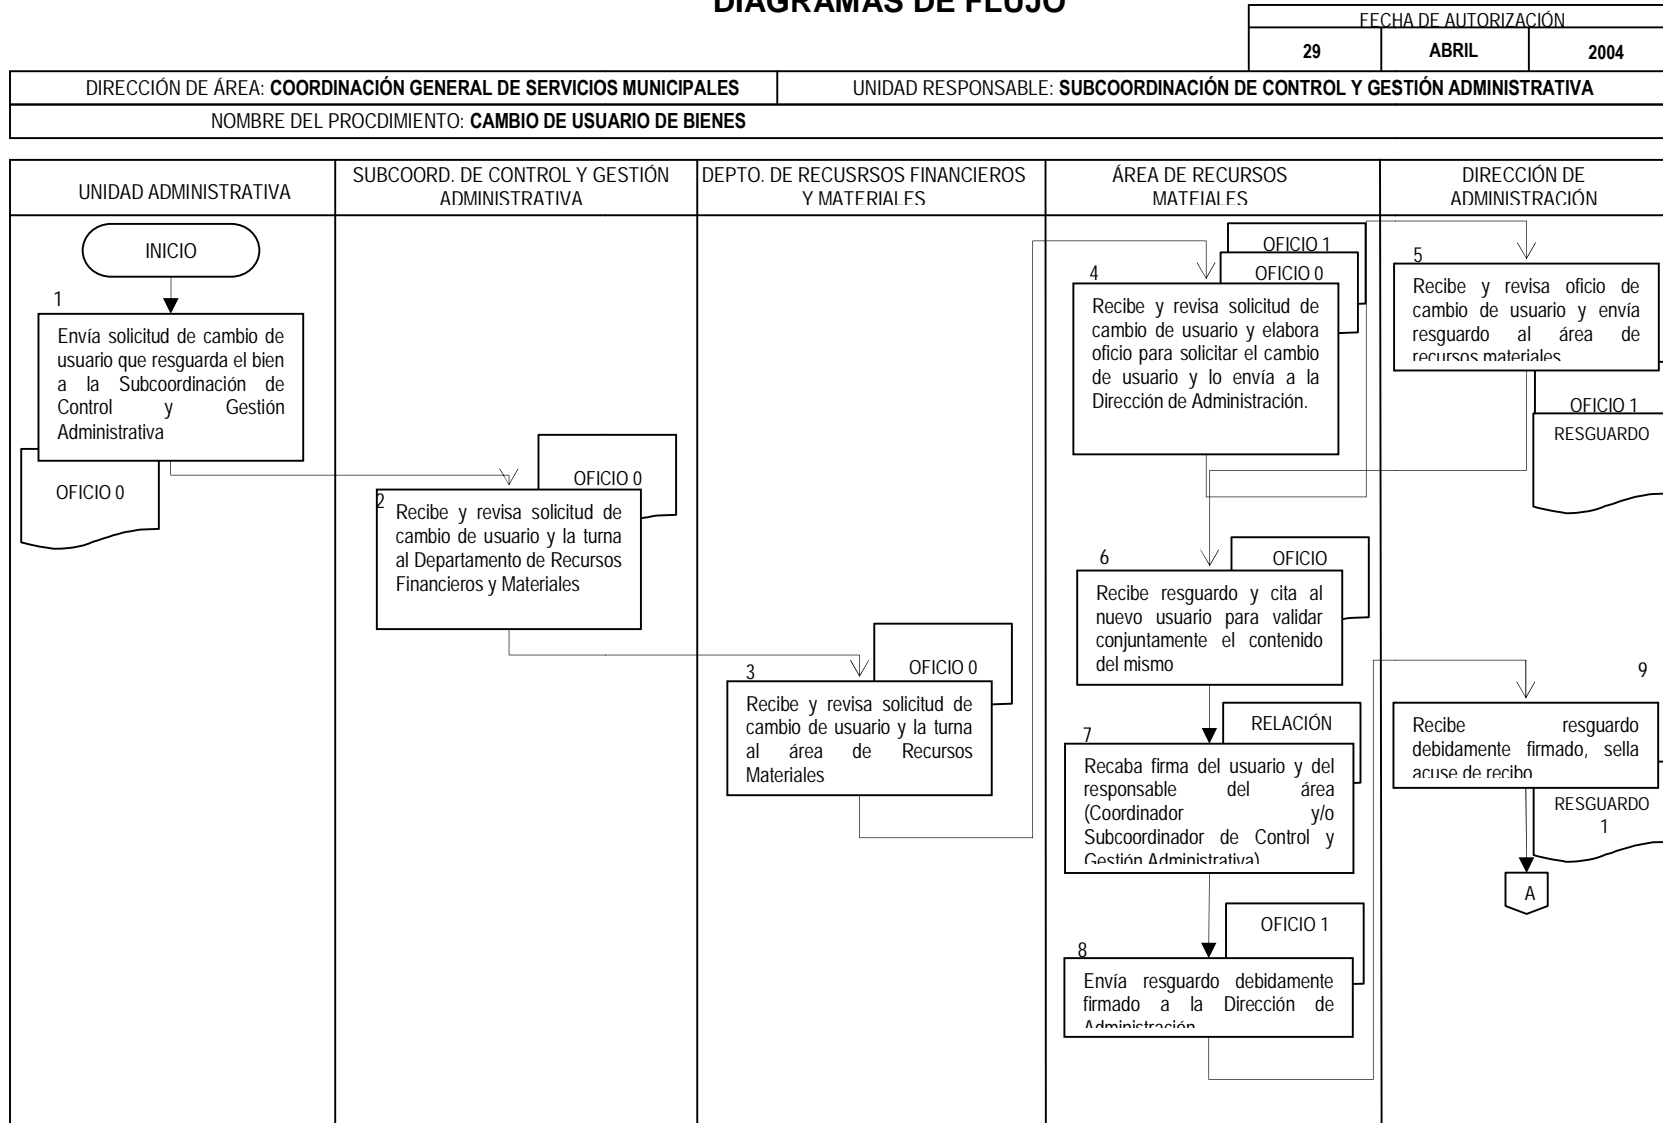 DIAGRAMAS DE FLUJO
FECHA DE AUTORIZACIÓN
29 ABRIL 2004
DIRECCIÓN DE ÁREA: COORDINACIÓN GENERAL DE SERVICIOS MUNICIPALES
UNIDAD RESPONSABLE: SUBCOORDINACIÓN DE CONTROL Y GESTIÓN ADMINISTRATIVA
NOMBRE DEL PROCDIMIENTO: CAMBIO DE USUARIO DE BIENES
UNIDAD ADMINISTRATIVA
SUBCOORD. DE CONTROL Y GESTIÓN
ADMINISTRATIVA
DEPTO. DE RECUSRSOS FINANCIEROS
Y MATERIALES
ÁREA DE RECURSOS
MATEIALES
DIRECCIÓN DE
ADMINISTRACIÓN
INICIO
1
Envía solicitud de cambio de
usuario que resguarda el bien
a la Subcoordinación de
Control y Gestión
Administrativa
OFICIO 0
2
OFICIO 0
Recibe y revisa solicitud de
cambio de usuario y la turna
al Departamento de Recursos
Financieros y Materiales
3
OFICIO 0
Recibe y revisa solicitud de
cambio de usuario y la turna
al área de Recursos
Materiales
OFICIO 1
OFICIO 0
4
Recibe y revisa solicitud de
cambio de usuario y elabora
oficio para solicitar el cambio
de usuario y lo envía a la
Dirección de Administración.
5
Recibe y revisa oficio de
cambio de usuario y envía
resguardo al área de
recursos materiales
OFICIO 1
RESGUARDO
6
OFICIO
Recibe resguardo y cita al
nuevo usuario para validar
conjuntamente el contenido
del mismo
7
RELACIÓN
Recaba firma del usuario y del
responsable del área
(Coordinador y/o
Subcoordinador de Control y
Gestión Administrativa)
8
OFICIO 1
Envía resguardo debidamente
firmado a la Dirección de
Administración
9
Recibe resguardo
debidamente firmado, sella
acuse de recibo
RESGUARDO
1
A